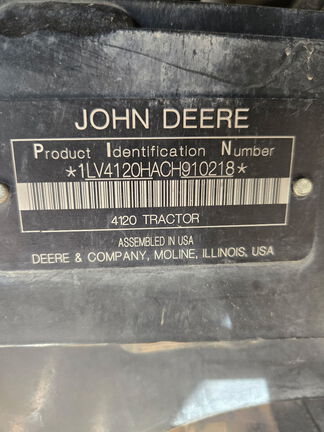 JOHN DEERE
Product Identification Number
*1LV4120HACH910218*
4120 TRACTOR
ASSEMBLED IN USA
DEERE & COMPANY, MOLINE, ILLINOIS, USA